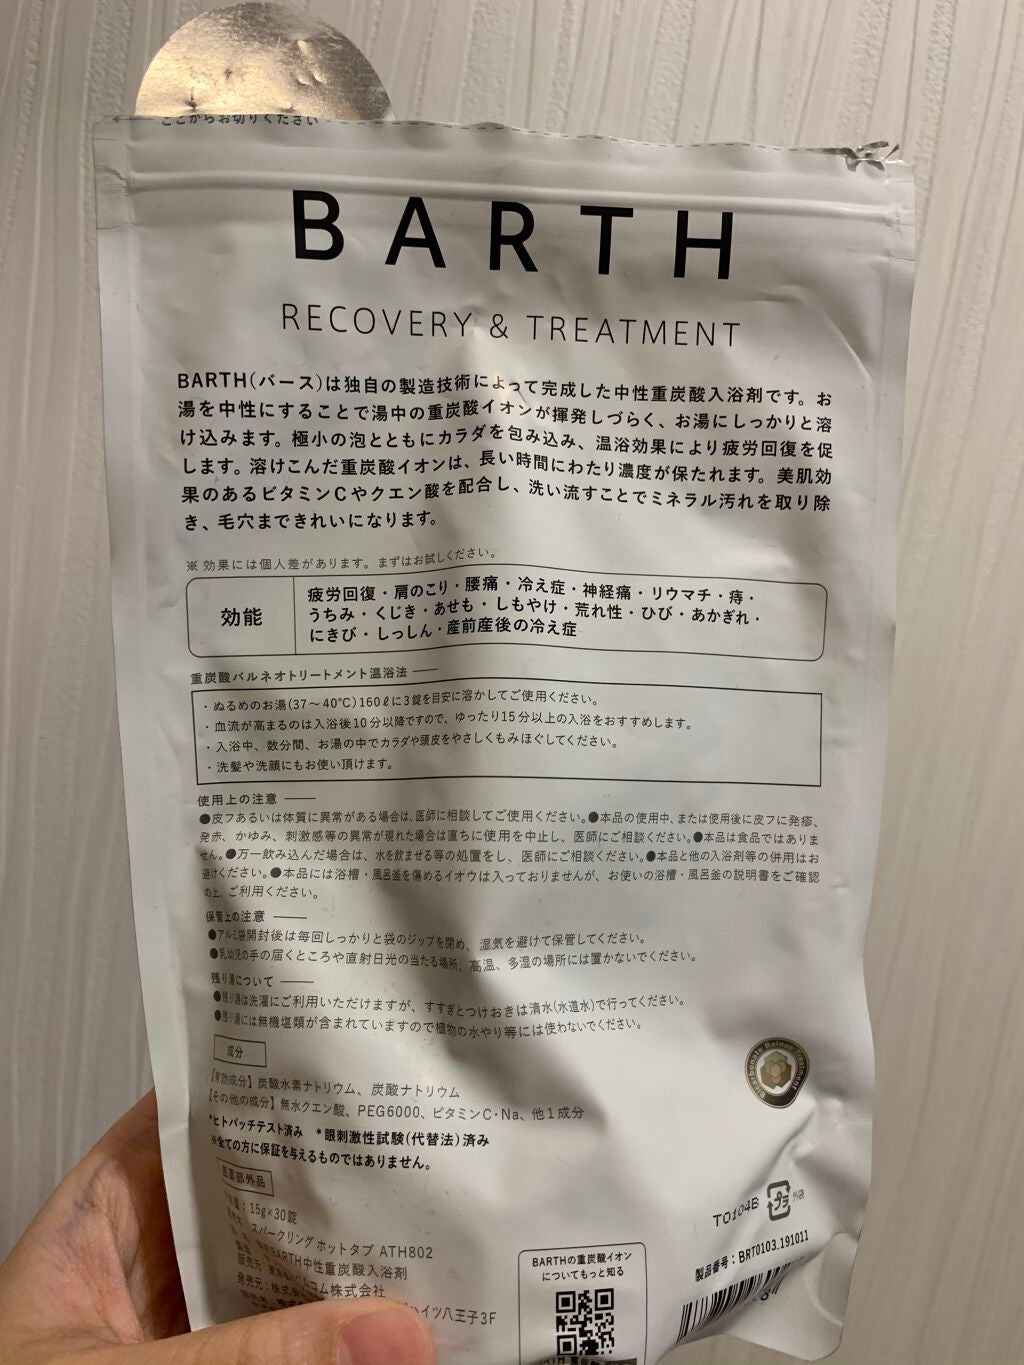 ここからお切りください
BARTH
RECOVERY & TREATMENT
BARTH(バース)は独自の製造技術によって完成した中性重炭酸入浴剤です。お
湯を中性にすることで湯中の重炭酸イオンが揮発しづらく、お湯にしっかりと溶
け込みます。極小の泡とともにカラダを包み込み、温浴効果により疲労回復を促
します。溶けこんだ重炭酸イオンは、長い時間にわたり濃度が保たれます。美肌効
果のあるビタミンCやクエン酸を配合し、洗い流すことでミネラル汚れを取り除
き、毛穴まできれいになります。
※効果には個人差があります。まずはお試しください。
効能
疲労回復・肩のこり・腰痛・冷え症・神経痛・リウマチ・痔・
うちみ・くじき・あせも・しもやけ・荒れ性・ひび・あかぎれ・
にきび・しっしん・産前産後の冷え症
重炭酸バルネオトリートメント温浴法
・ぬるめのお湯(37〜40℃)160ℓに3錠を目安に溶かしてご使用ください。
・血流が高まるのは入浴後10分以降ですので、ゆったり15分以上の入浴をおすすめします。
・入浴中、数分間、お湯の中でカラダや頭皮をやさしくもみほぐしてください。
・洗髪や洗顔にもお使い頂けます。
使用上の注意
●皮フあるいは体質に異常がある場合は、医師に相談してご使用ください。●本品の使用中、または使用後に皮フに発疹、
発赤、かゆみ、刺激感等の異常が現れた場合は直ちに使用を中止し、医師にご相談ください。●本品は食品ではありま
せん。●万一飲み込んだ場合は、水を飲ませる等の処置をし、医師にご相談ください。●本品と他の入浴剤等の併用はお
避けください。●本品には浴槽・風呂釜を傷めるイオウは入っておりませんが、お使いの浴槽・風呂釜の説明書をご確認
の上、ご利用ください。
保管上の注意
●アルミ袋開封後は毎回しっかりと袋のジップを閉め、湿気を避けて保管してください。
●乳幼児の手の届くところや直射日光の当たる場所、高温、多湿の場所には置かないでください。
残り湯について
●残り湯は洗濯にご利用いただけますが、すすぎとつけおきは清水(水道水)で行ってください。
●残り湯には無機塩類が含まれていますので植物の水やり等には使わないでください。
成分
【有効成分】炭酸水素ナトリウム、炭酸ナトリウム
【その他の成分】無水クエン酸、PEG6000、ビタミンC・Na、他1成分
*ヒトパッチテスト済み *眼刺激性試験(代替法)済み
※全ての方に保証を与えるものではありません。
Bicarbonate Balneo Treatment
医薬部外品
：15g×30錠
：スパークリング ホットタブ ATH802
BARTH中性重炭酸入浴剤
販売元
ム株式会社
発売元：株式会
ハイツ八王子3F
BARTHの重炭酸イオン
についてもっと知る
T0104B
プラ
外袋
製品番号：BRT0103.191011